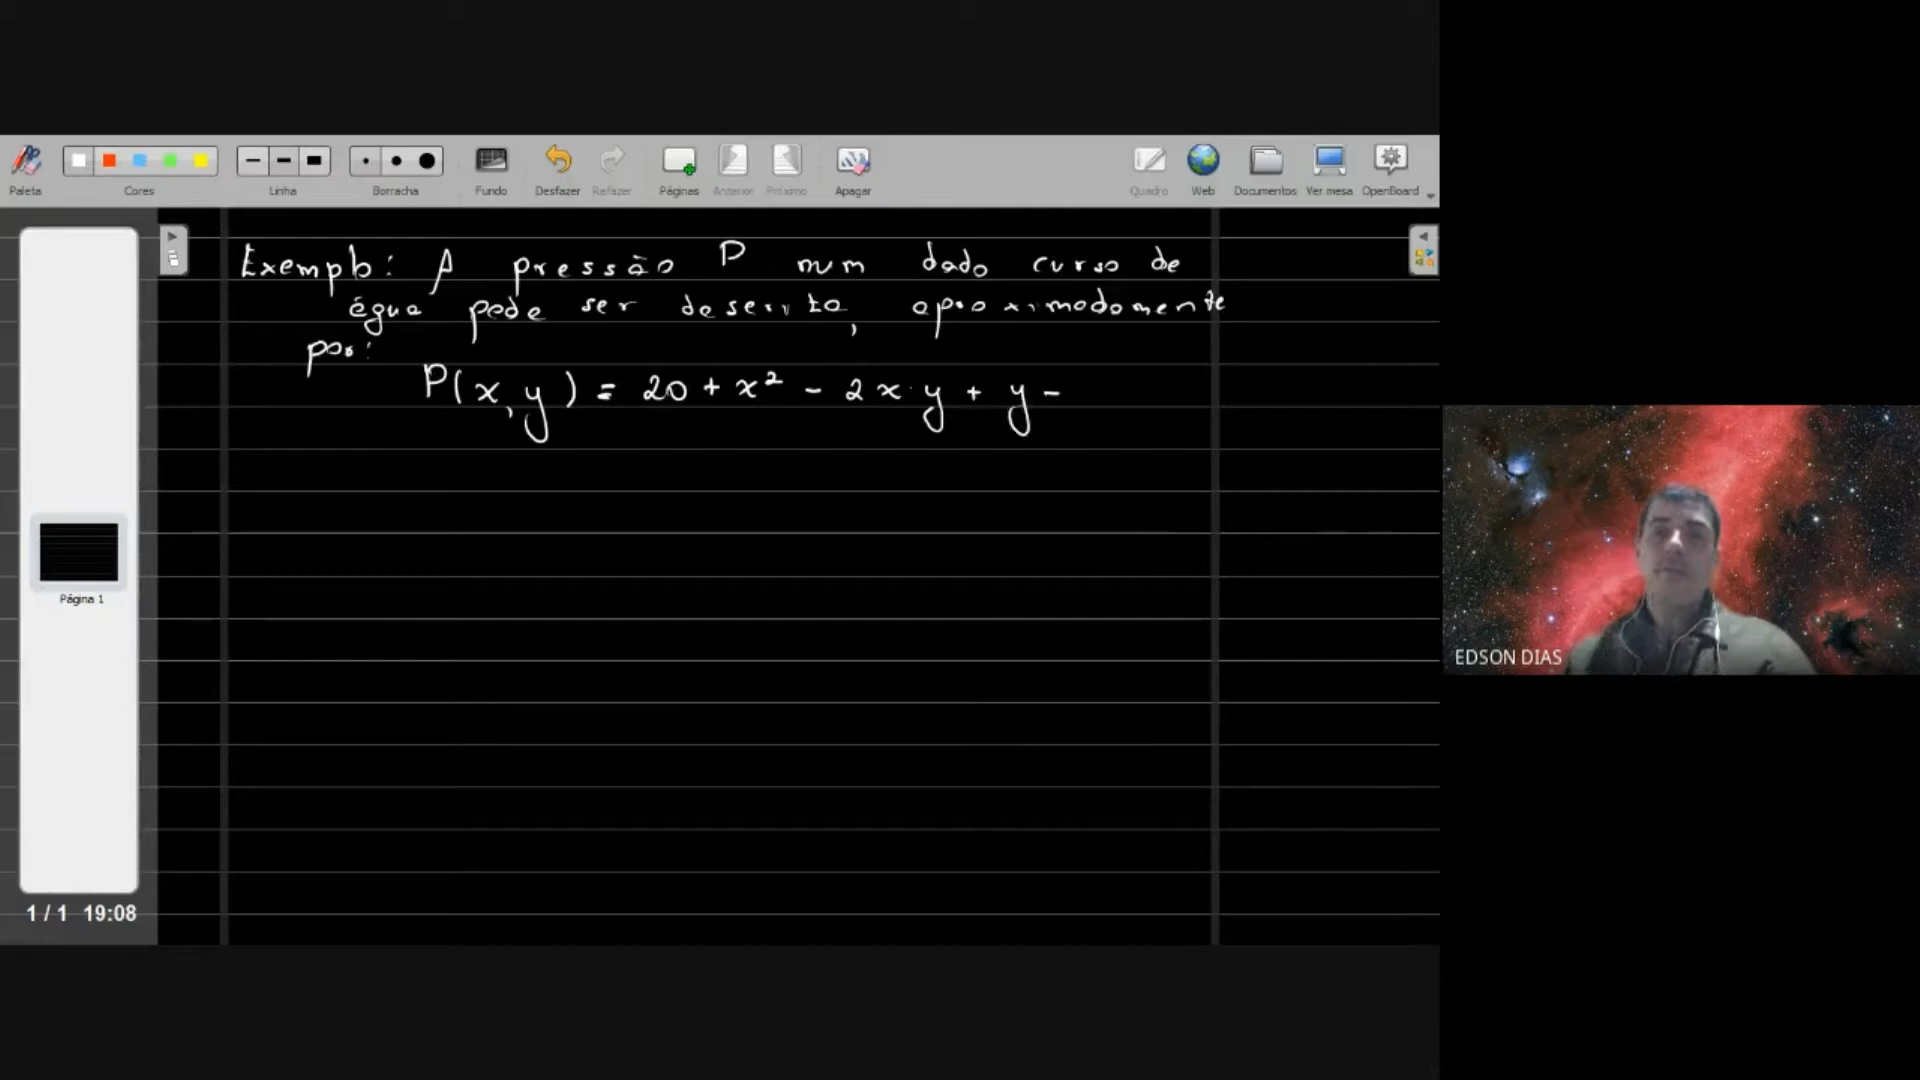 Paleta Cores Linha Borracha Fundo Desfazer Refazer Páginas Anterior Próximo Apagar Quadro Web Documentos Ver mesa OpenBoard
Exemplo: A pressão P num dado curso de
água pode ser descrita, aproximadamente
por:
P(x,y) = 20 + x² - 2x·y + y -
Página 1
1 / 1 19:08
EDSON DIAS